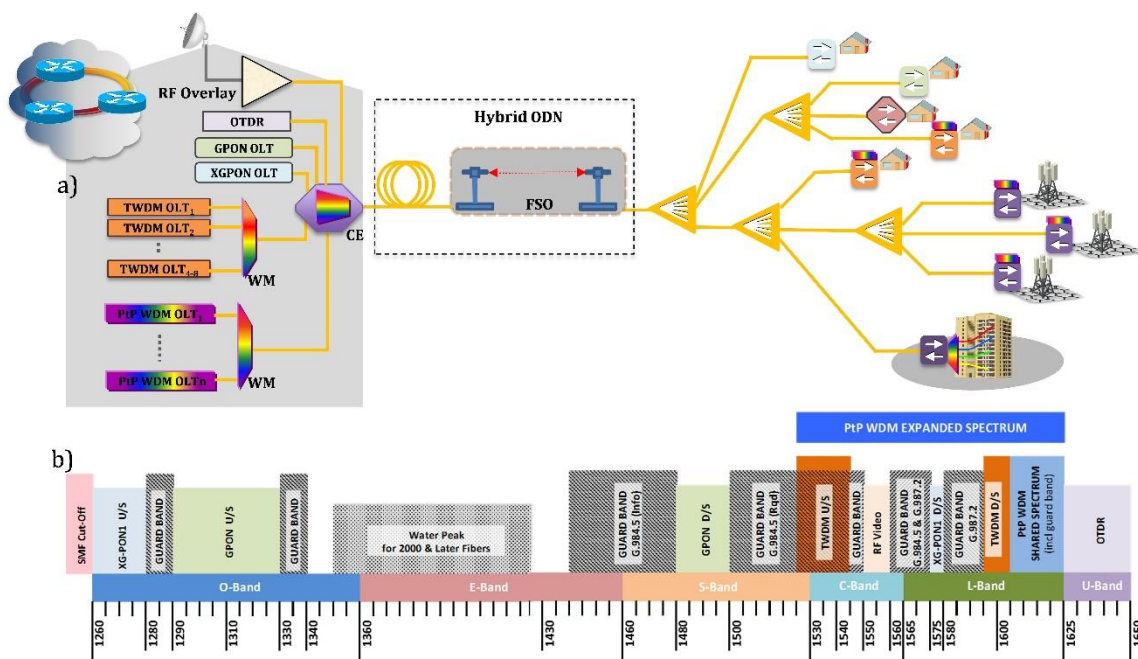 RF Overlay
OTDR
GPON OLT
XGPON OLT
a)
TWDM OLT1
TWDM OLT2
TWDM OLT4-8
WM
CE
PtP WDM OLT1
PtP WDM OLTn
WM
Hybrid ODN
FSO
b)
PtP WDM EXPANDED SPECTRUM
SMF Cut-Off
XG-PON1 U/S
GUARD BAND
GPON U/S
GUARD BAND
Water Peak
for 2000 & Later Fibers
GUARD BAND
G.984.5 (Info)
GPON D/S
GUARD BAND
G.984.5 (Rqd)
TWDM U/S
GUARD BAND
RF Video
GUARD BAND
G.984.5 & G.987.2
XG-PON1 D/S
GUARD BAND
G.987.2
TWDM D/S
PtP WDM
SHARED SPECTRUM
(incl guard band)
OTDR
O-Band
E-Band
S-Band
C-Band
L-Band
U-Band
1260
1280
1290
1310
1330
1340
1360
1430
1460
1480
1500
1530
1540
1550
1560
1565
1575
1580
1600
1625
1650